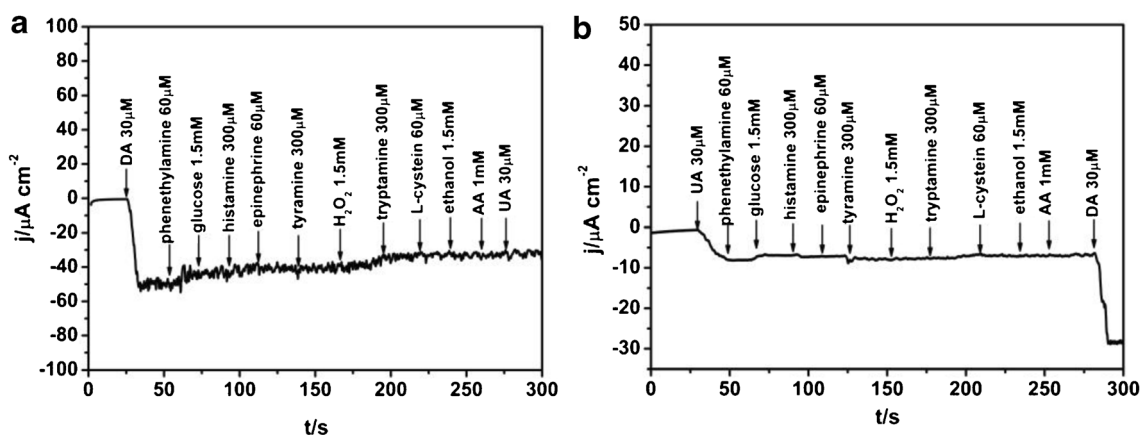 a
100
80
60
40
20
0
-20
-40
-60
-80
-100
j/μA cm-2
DA 30μM
phenethylamine 60μM
glucose 1.5mM
histamine 300μM
epinephrine 60μM
tyramine 300μM
H2O2 1.5mM
tryptamine 300μM
L-cystein 60μM
ethanol 1.5mM
AA 1mM
UA 30μM
0 50 100 150 200 250 300
t/s
b
50
40
30
20
10
0
-10
-20
-30
j/μA cm-2
UA 30μM
phenethylamine 60μM
glucose 1.5mM
histamine 300μM
epinephrine 60μM
tyramine 300μM
H2O2 1.5mM
tryptamine 300μM
L-cystein 60μM
ethanol 1.5mM
AA 1mM
DA 30μM
0 50 100 150 200 250 300
t/s